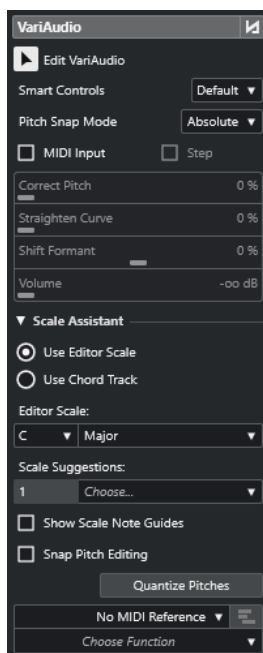 VariAudio
Edit VariAudio
Smart Controls Default
Pitch Snap Mode Absolute
MIDI Input Step
Correct Pitch 0 %
Straighten Curve 0 %
Shift Formant 0 %
Volume -oo dB
Scale Assistant
Use Editor Scale
Use Chord Track
Editor Scale:
C Major
Scale Suggestions:
1 Choose...
Show Scale Note Guides
Snap Pitch Editing
Quantize Pitches
No MIDI Reference
Choose Function